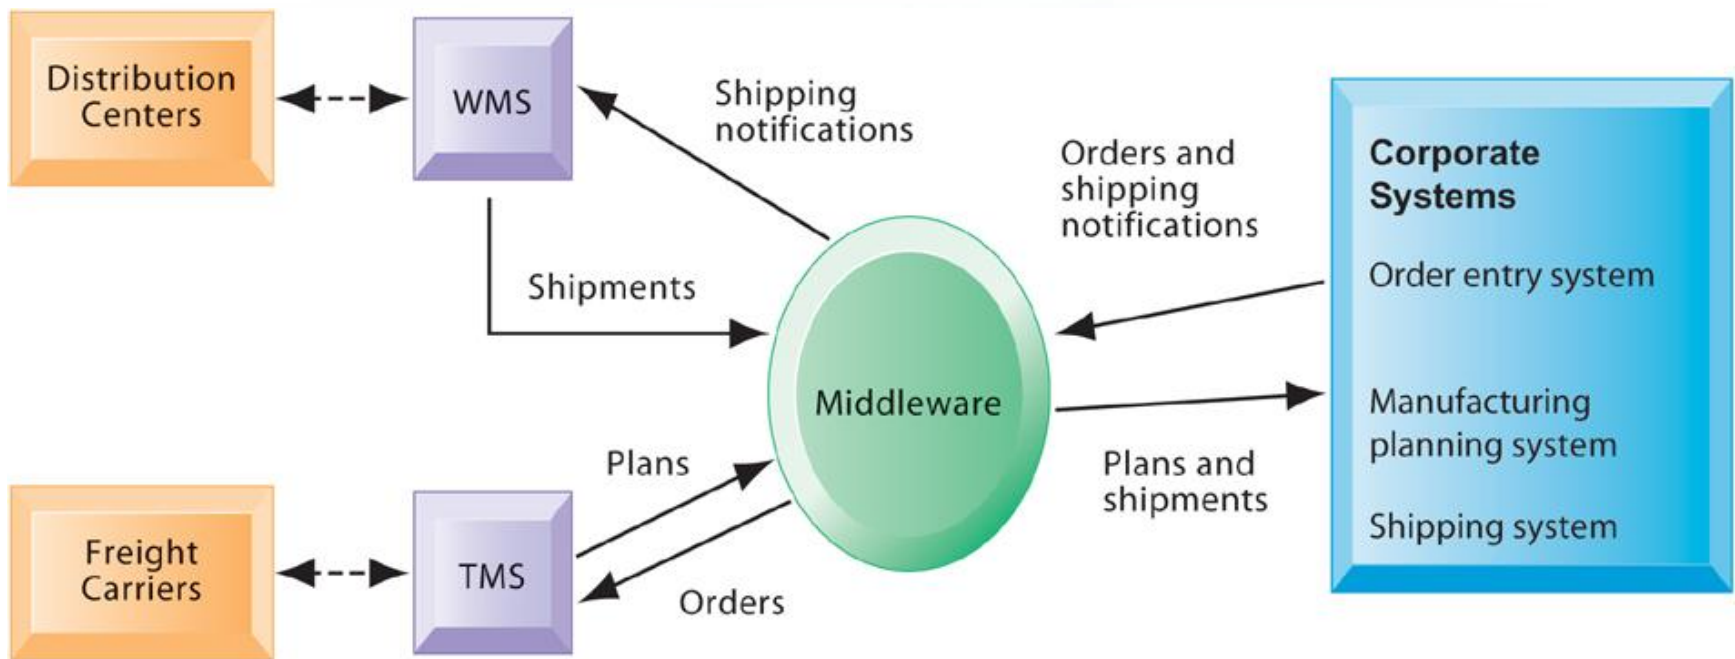 Distribution
Centers
WMS
Shipping
notifications
Orders and
shipping
notifications
Corporate
Systems
Order entry system
Shipments
Middleware
Manufacturing
planning system
Plans
Plans and
shipments
Shipping system
Freight
Carriers
TMS
Orders